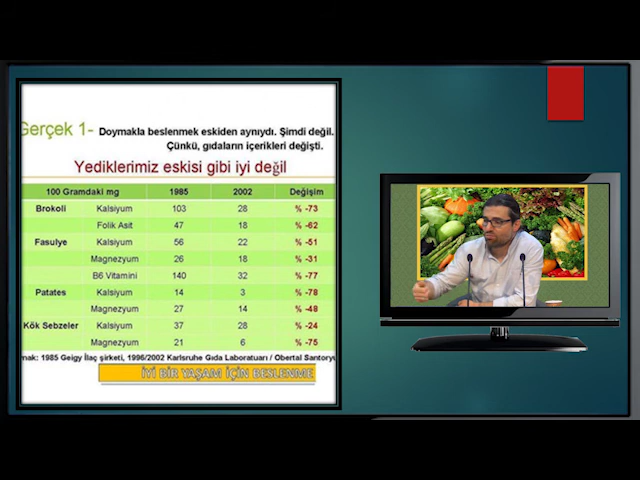 Gerçek 1- Doymakla beslenmek eskiden aynıydı. Şimdi değil.
Çünkü, gıdaların içerikleri değişti.
Yediklerimiz eskisi gibi iyi değil
100 Gramdaki mg 1985 2002 Değişim
Brokoli Kalsiyum 103 28 % -73
Folik Asit 47 18 % -62
Fasulye Kalsiyum 56 22 % -51
Magnezyum 26 18 % -31
B6 Vitamini 140 32 % -77
Patates Kalsiyum 14 3 % -78
Magnezyum 27 14 % -48
Kök Sebzeler Kalsiyum 37 28 % -24
Magnezyum 21 6 % -75
mak: 1985 Geigy İlaç şirketi, 1996/2002 Karlsruhe Gıda Laboratuarı / Obertal Santoryu
İYİ BİR YAŞAM İÇİN BESLENME